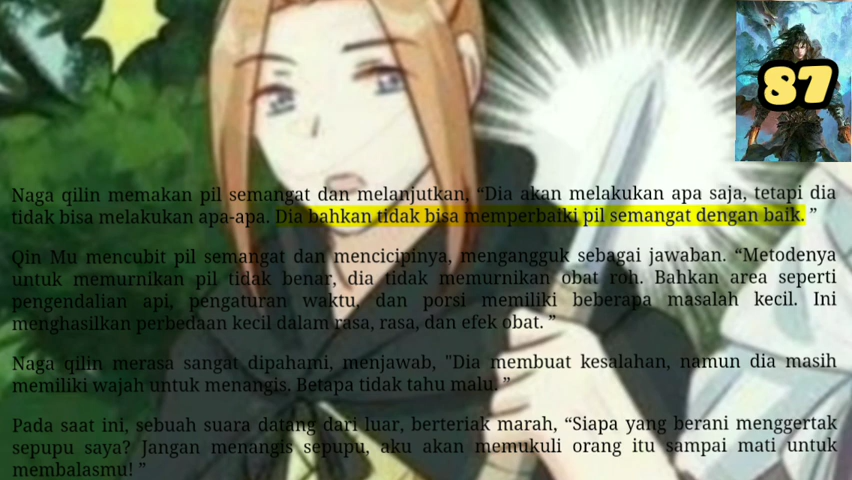 87
Naga qilin memakan pil semangat dan melanjutkan, “Dia akan melakukan apa saja, tetapi dia
tidak bisa melakukan apa-apa. Dia bahkan tidak bisa memperbaiki pil semangat dengan baik. ”
Qin Mu mencubit pil semangat dan mencicipinya, mengangguk sebagai jawaban. “Metodenya
untuk memurnikan pil tidak benar, dia tidak memurnikan obat roh. Bahkan area seperti
pengendalian api, pengaturan waktu, dan porsi memiliki beberapa masalah kecil. Ini
menghasilkan perbedaan kecil dalam rasa, rasa, dan efek obat. ”
Naga qilin merasa sangat dipahami, menjawab, "Dia membuat kesalahan, namun dia masih
memiliki wajah untuk menangis. Betapa tidak tahu malu. ”
Pada saat ini, sebuah suara datang dari luar, berteriak marah, “Siapa yang berani menggertak
sepupu saya? Jangan menangis sepupu, aku akan memukuli orang itu sampai mati untuk
membalasmu! ”